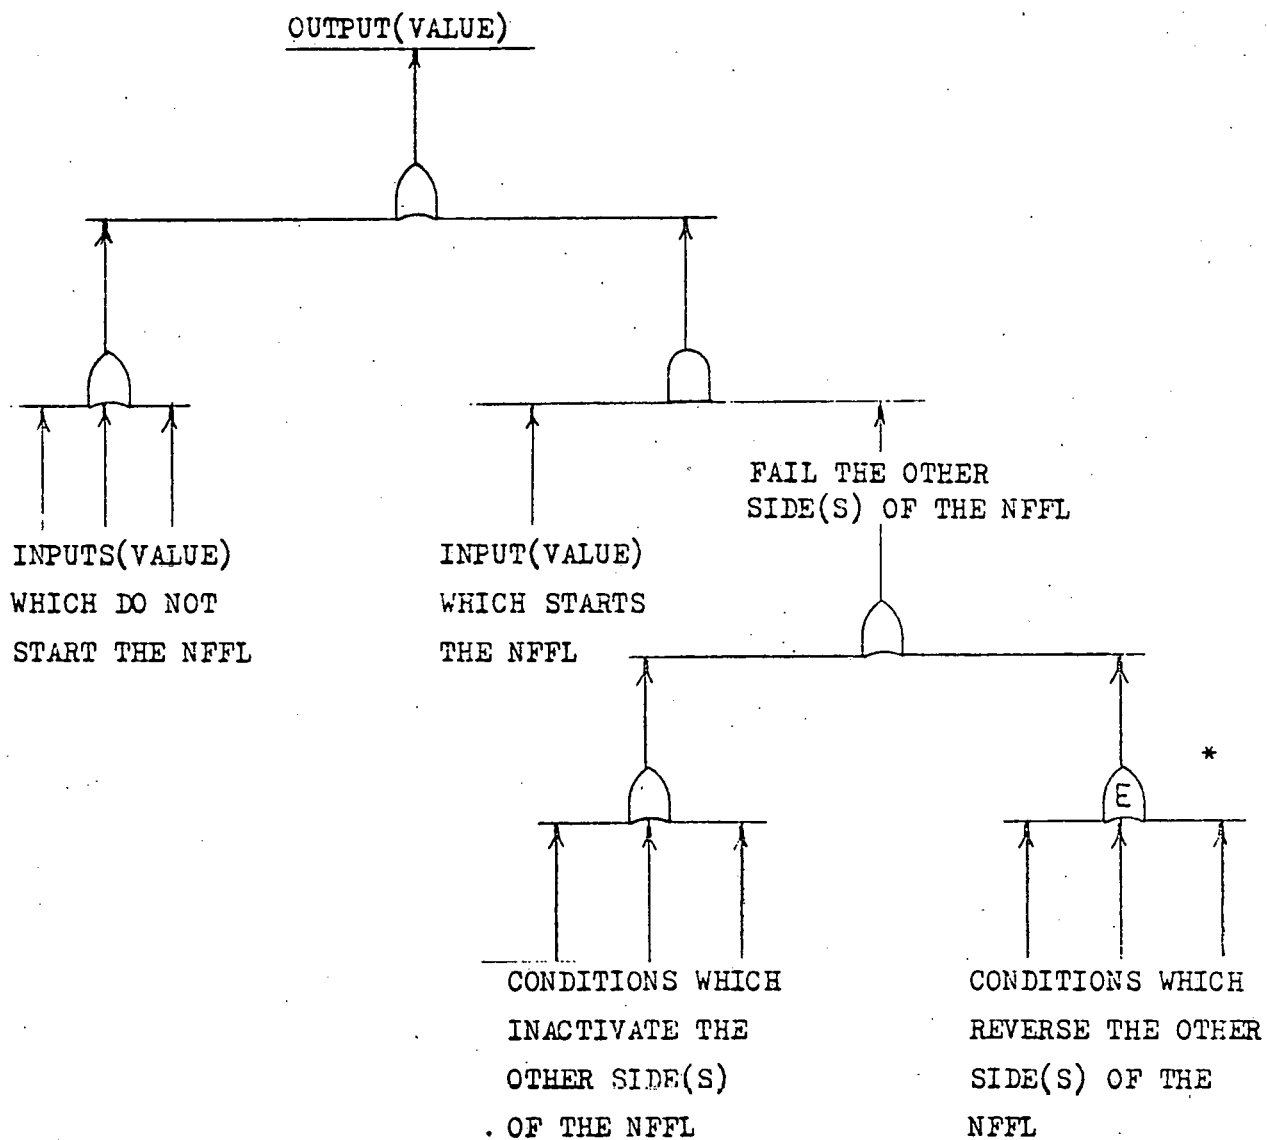 OUTPUT(VALUE)
FAIL THE OTHER
SIDE(S) OF THE NFFL
INPUTS(VALUE)
WHICH DO NOT
START THE NFFL
INPUT(VALUE)
WHICH STARTS
THE NFFL
*
E
CONDITIONS WHICH
INACTIVATE THE
OTHER SIDE(S)
OF THE NFFL
CONDITIONS WHICH
REVERSE THE OTHER
SIDE(S) OF THE
NFFL